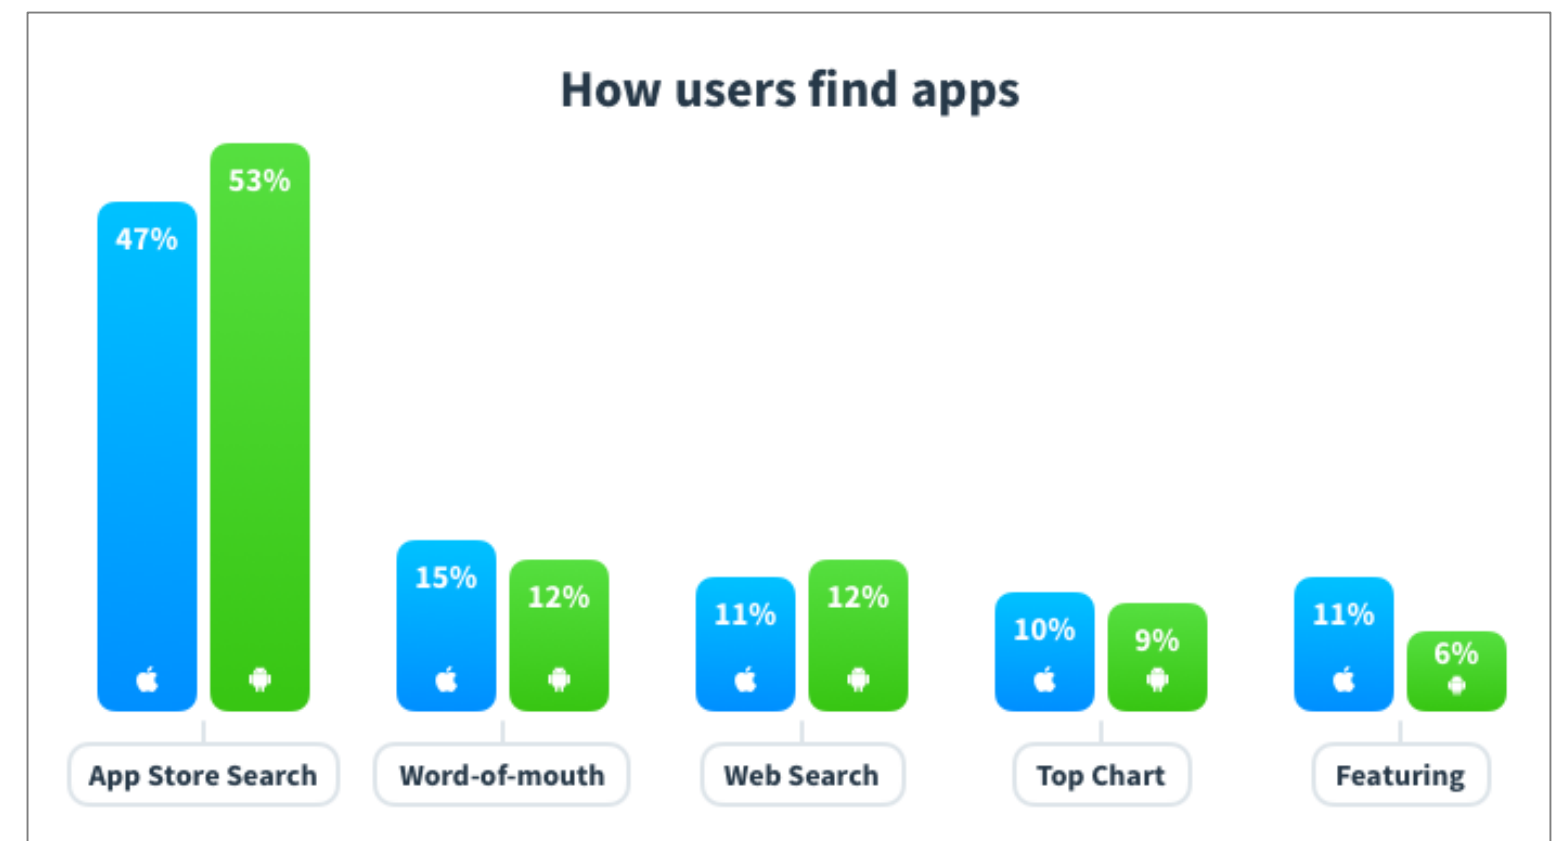 How users find apps
47%
53%
15%
12%
11%
12%
10%
9%
11%
6%
App Store Search
Word-of-mouth
Web Search
Top Chart
Featuring